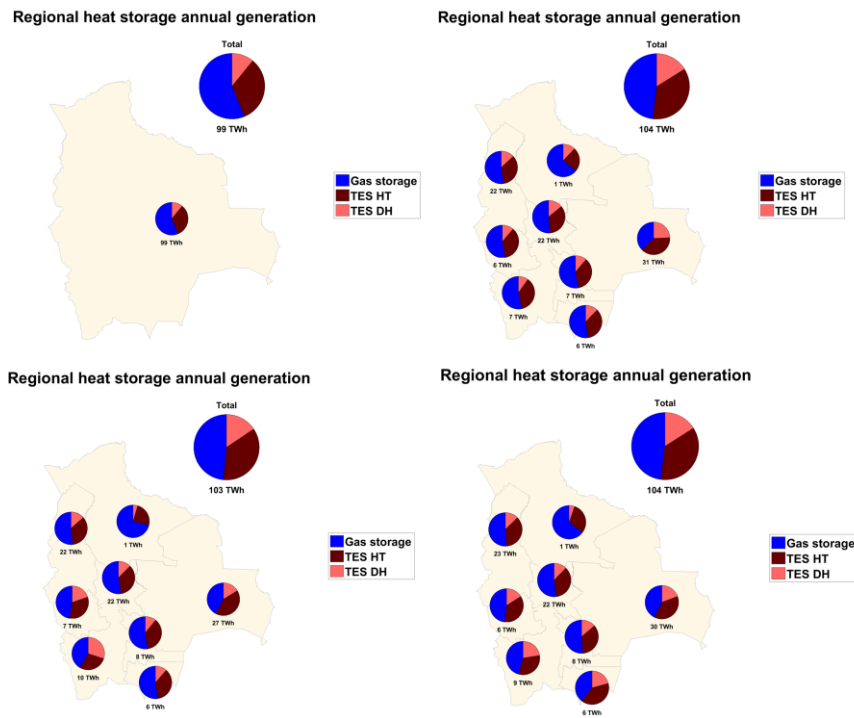 Regional heat storage annual generation
Total
99 TWh
Gas storage
TES HT
TES DH
99 TWh
Regional heat storage annual generation
Total
104 TWh
22 TWh
1 TWh
Gas storage
TES HT
TES DH
22 TWh
6 TWh
31 TWh
7 TWh
7 TWh
6 TWh
Regional heat storage annual generation
Total
103 TWh
22 TWh
1 TWh
Gas storage
TES HT
TES DH
22 TWh
7 TWh
27 TWh
8 TWh
10 TWh
6 TWh
Regional heat storage annual generation
Total
104 TWh
23 TWh
1 TWh
Gas storage
TES HT
TES DH
22 TWh
6 TWh
30 TWh
8 TWh
9 TWh
6 TWh